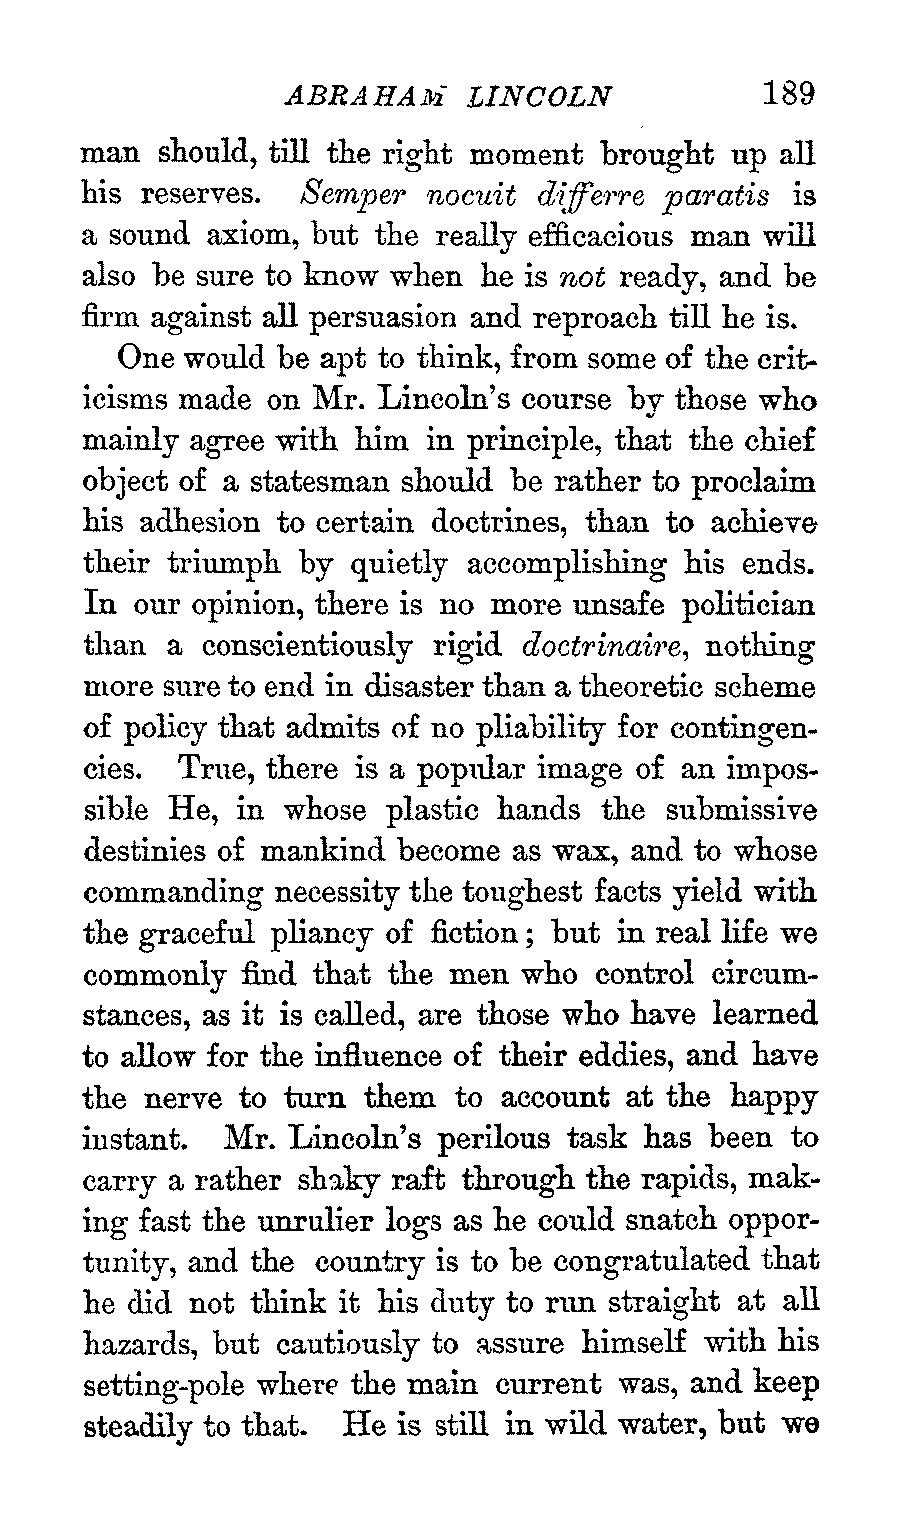 ABRAHAM LINCOLN 189
man should, till the right moment brought up all
his reserves. Semper nocuit differre paratis is
a sound axiom, but the really efficacious man will
also be sure to know when he is not ready, and be
firm against all persuasion and reproach till he is.
One would be apt to think, from some of the crit-
icisms made on Mr. Lincoln's course by those who
mainly agree with him in principle, that the chief
object of a statesman should be rather to proclaim
his adhesion to certain doctrines, than to achieve
their triumph by quietly accomplishing his ends.
In our opinion, there is no more unsafe politician
than a conscientiously rigid doctrinaire, nothing
more sure to end in disaster than a theoretic scheme
of policy that admits of no pliability for contingen-
cies. True, there is a popular image of an impos-
sible He, in whose plastic hands the submissive
destinies of mankind become as wax, and to whose
commanding necessity the toughest facts yield with
the graceful pliancy of fiction; but in real life we
commonly find that the men who control circum-
stances, as it is called, are those who have learned
to allow for the influence of their eddies, and have
the nerve to turn them to account at the happy
instant. Mr. Lincoln's perilous task has been to
carry a rather shaky raft through the rapids, mak-
ing fast the unrulier logs as he could snatch oppor-
tunity, and the country is to be congratulated that
he did not think it his duty to run straight at all
hazards, but cautiously to assure himself with his
setting-pole where the main current was, and keep
steadily to that. He is still in wild water, but we